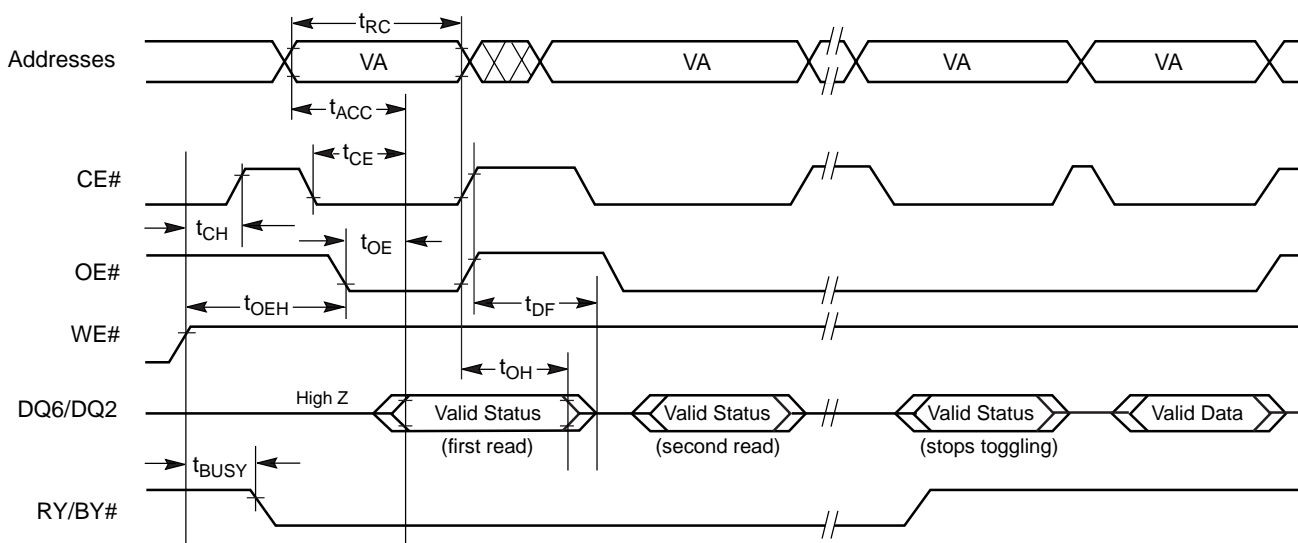 tRC
Addresses
VA
VA
VA
VA
tACC
tCE
CE#
tCH
tOE
OE#
tOEH
tDF
WE#
tOH
High Z
DQ6/DQ2
Valid Status
Valid Status
Valid Status
Valid Data
(first read)
(second read)
(stops toggling)
tBUSY
RY/BY#